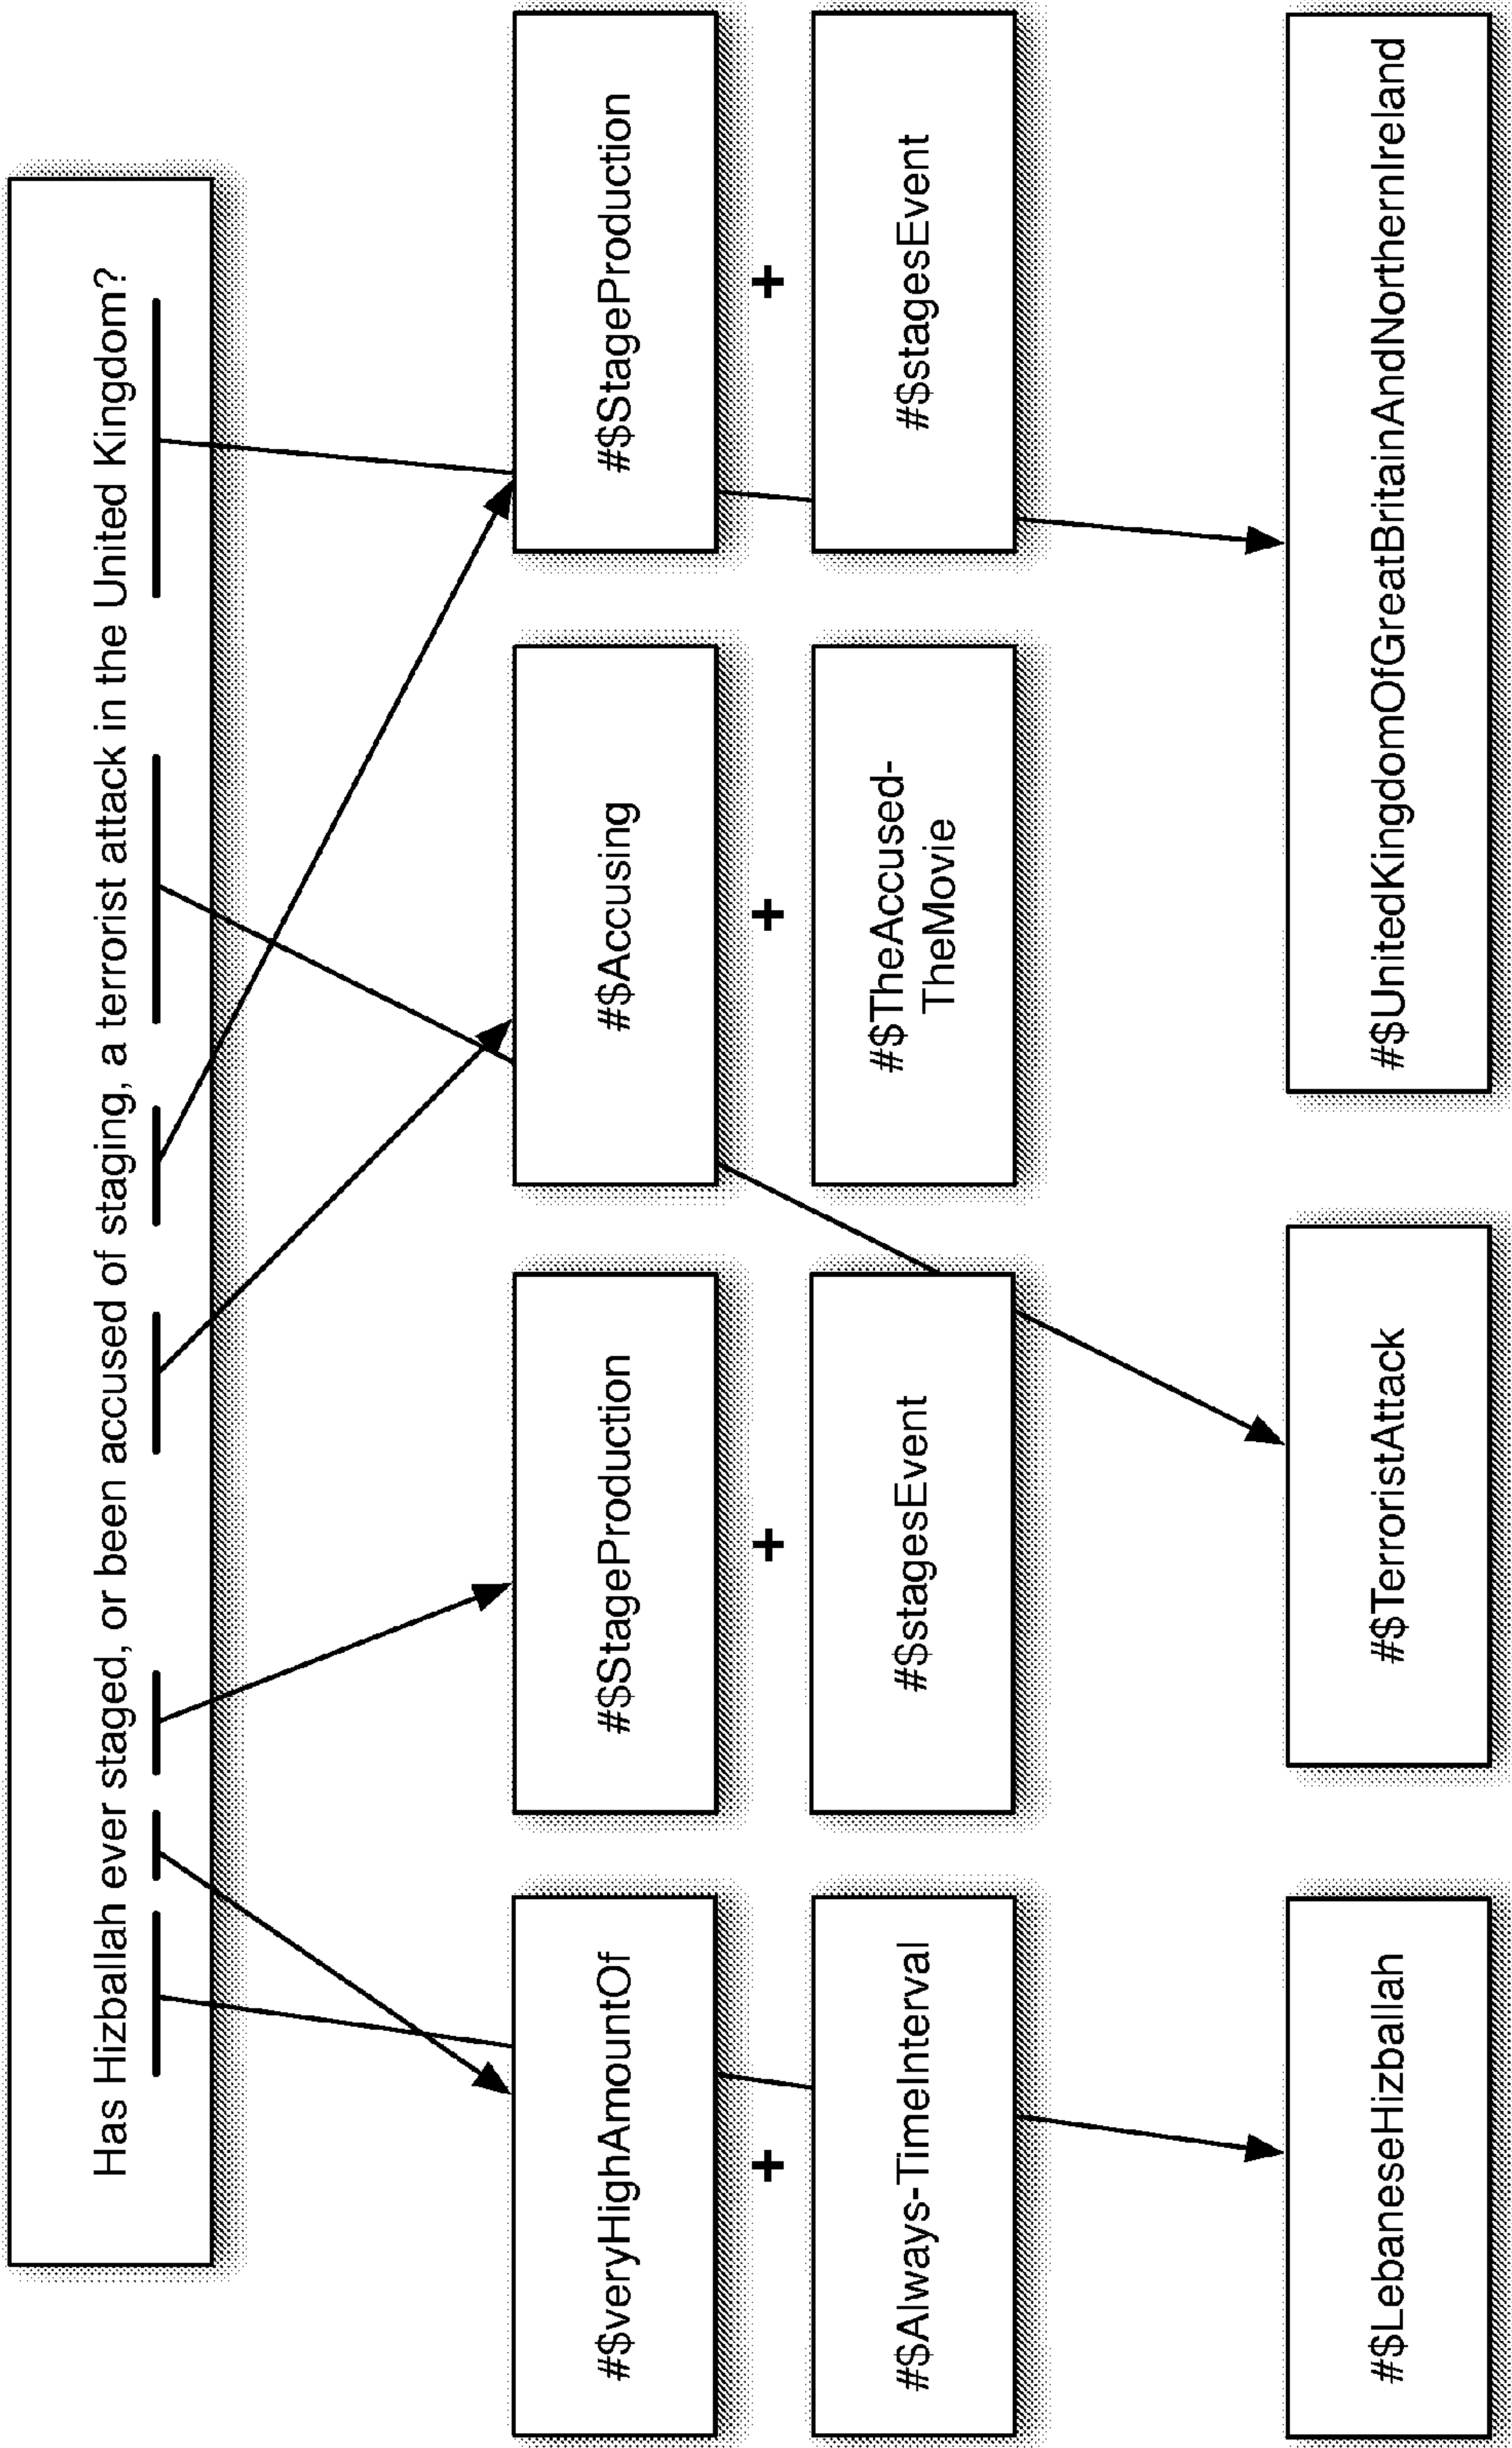 Has Hizballah ever staged, or been accused of staging, a terrorist attack in the United Kingdom?
#$veryHighAmountOf
#$StageProduction
#$Accusing
#$StageProduction
+
+
+
+
#$Always-TimeInterval
#$stagesEvent
#$TheAccused-
TheMovie
#$stagesEvent
#$LebaneseHizballah
#$TerroristAttack
#$UnitedKingdomOfGreatBritainAndNorthernIreland